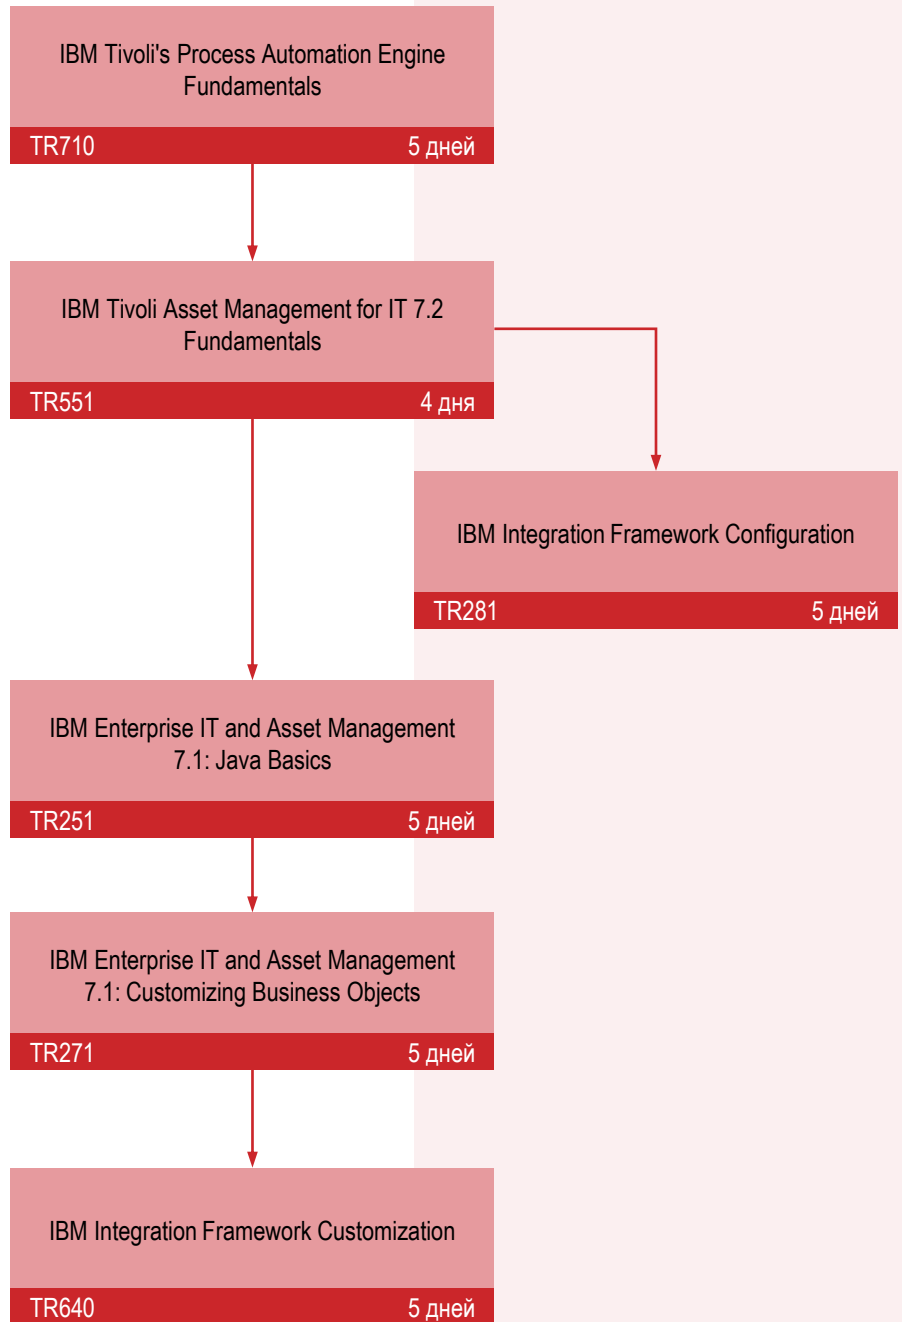 IBM Tivoli's Process Automation Engine
Fundamentals
TR710 5 дней
IBM Tivoli Asset Management for IT 7.2
Fundamentals
TR551 4 дня
IBM Integration Framework Configuration
TR281 5 дней
IBM Enterprise IT and Asset Management
7.1: Java Basics
TR251 5 дней
IBM Enterprise IT and Asset Management
7.1: Customizing Business Objects
TR271 5 дней
IBM Integration Framework Customization
TR640 5 дней